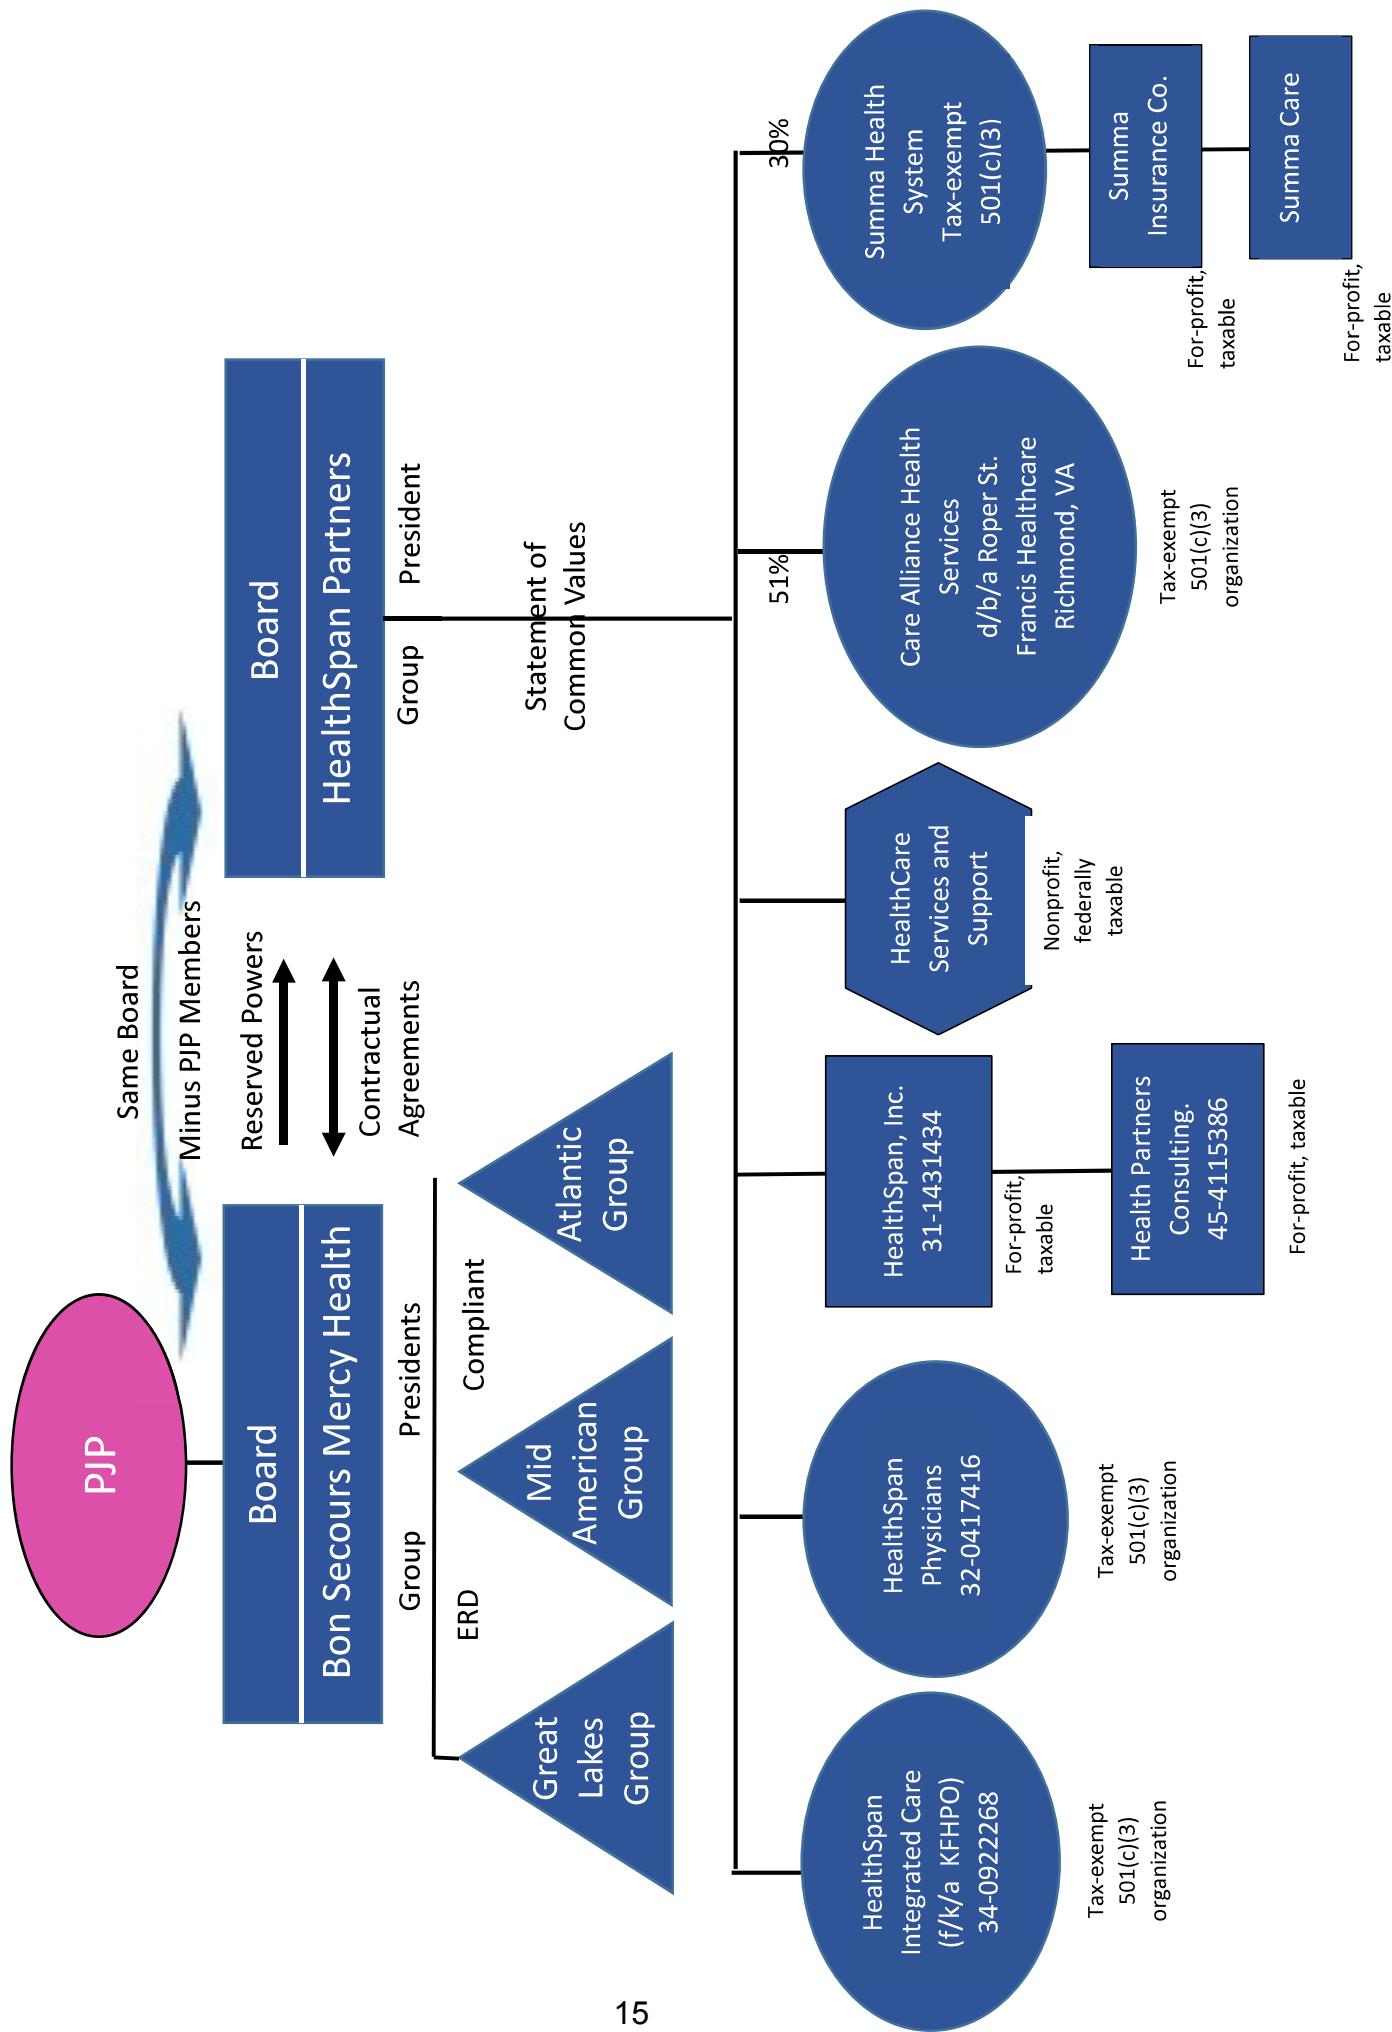 PJP
Board
Bon Secours Mercy Health
Group Presidents
ERD Compliant
Great
Lakes
Group
Mid
American
Group
Atlantic
Group
Same Board
Minus PJP Members
Reserved Powers
Contractual
Agreements
Board
HealthSpan Partners
Group President
Statement of
Common Values
HealthSpan
Integrated Care
(f/k/a KFHPO)
34-0922268
Tax-exempt
501(c)(3)
organization
HealthSpan
Physicians
32-0417416
Tax-exempt
501(c)(3)
organization
HealthSpan, Inc.
31-1431434
For-profit,
taxable
Health Partners
Consulting.
45-4115386
For-profit, taxable
HealthCare
Services and
Support
Nonprofit,
federally
taxable
51%
Care Alliance Health
Services
d/b/a Roper St.
Francis Healthcare
Richmond, VA
Tax-exempt
501(c)(3)
organization
30%
Summa Health
System
Tax-exempt
501(c)(3)
Summa
Insurance Co.
For-profit,
taxable
Summa Care
For-profit,
taxable
15